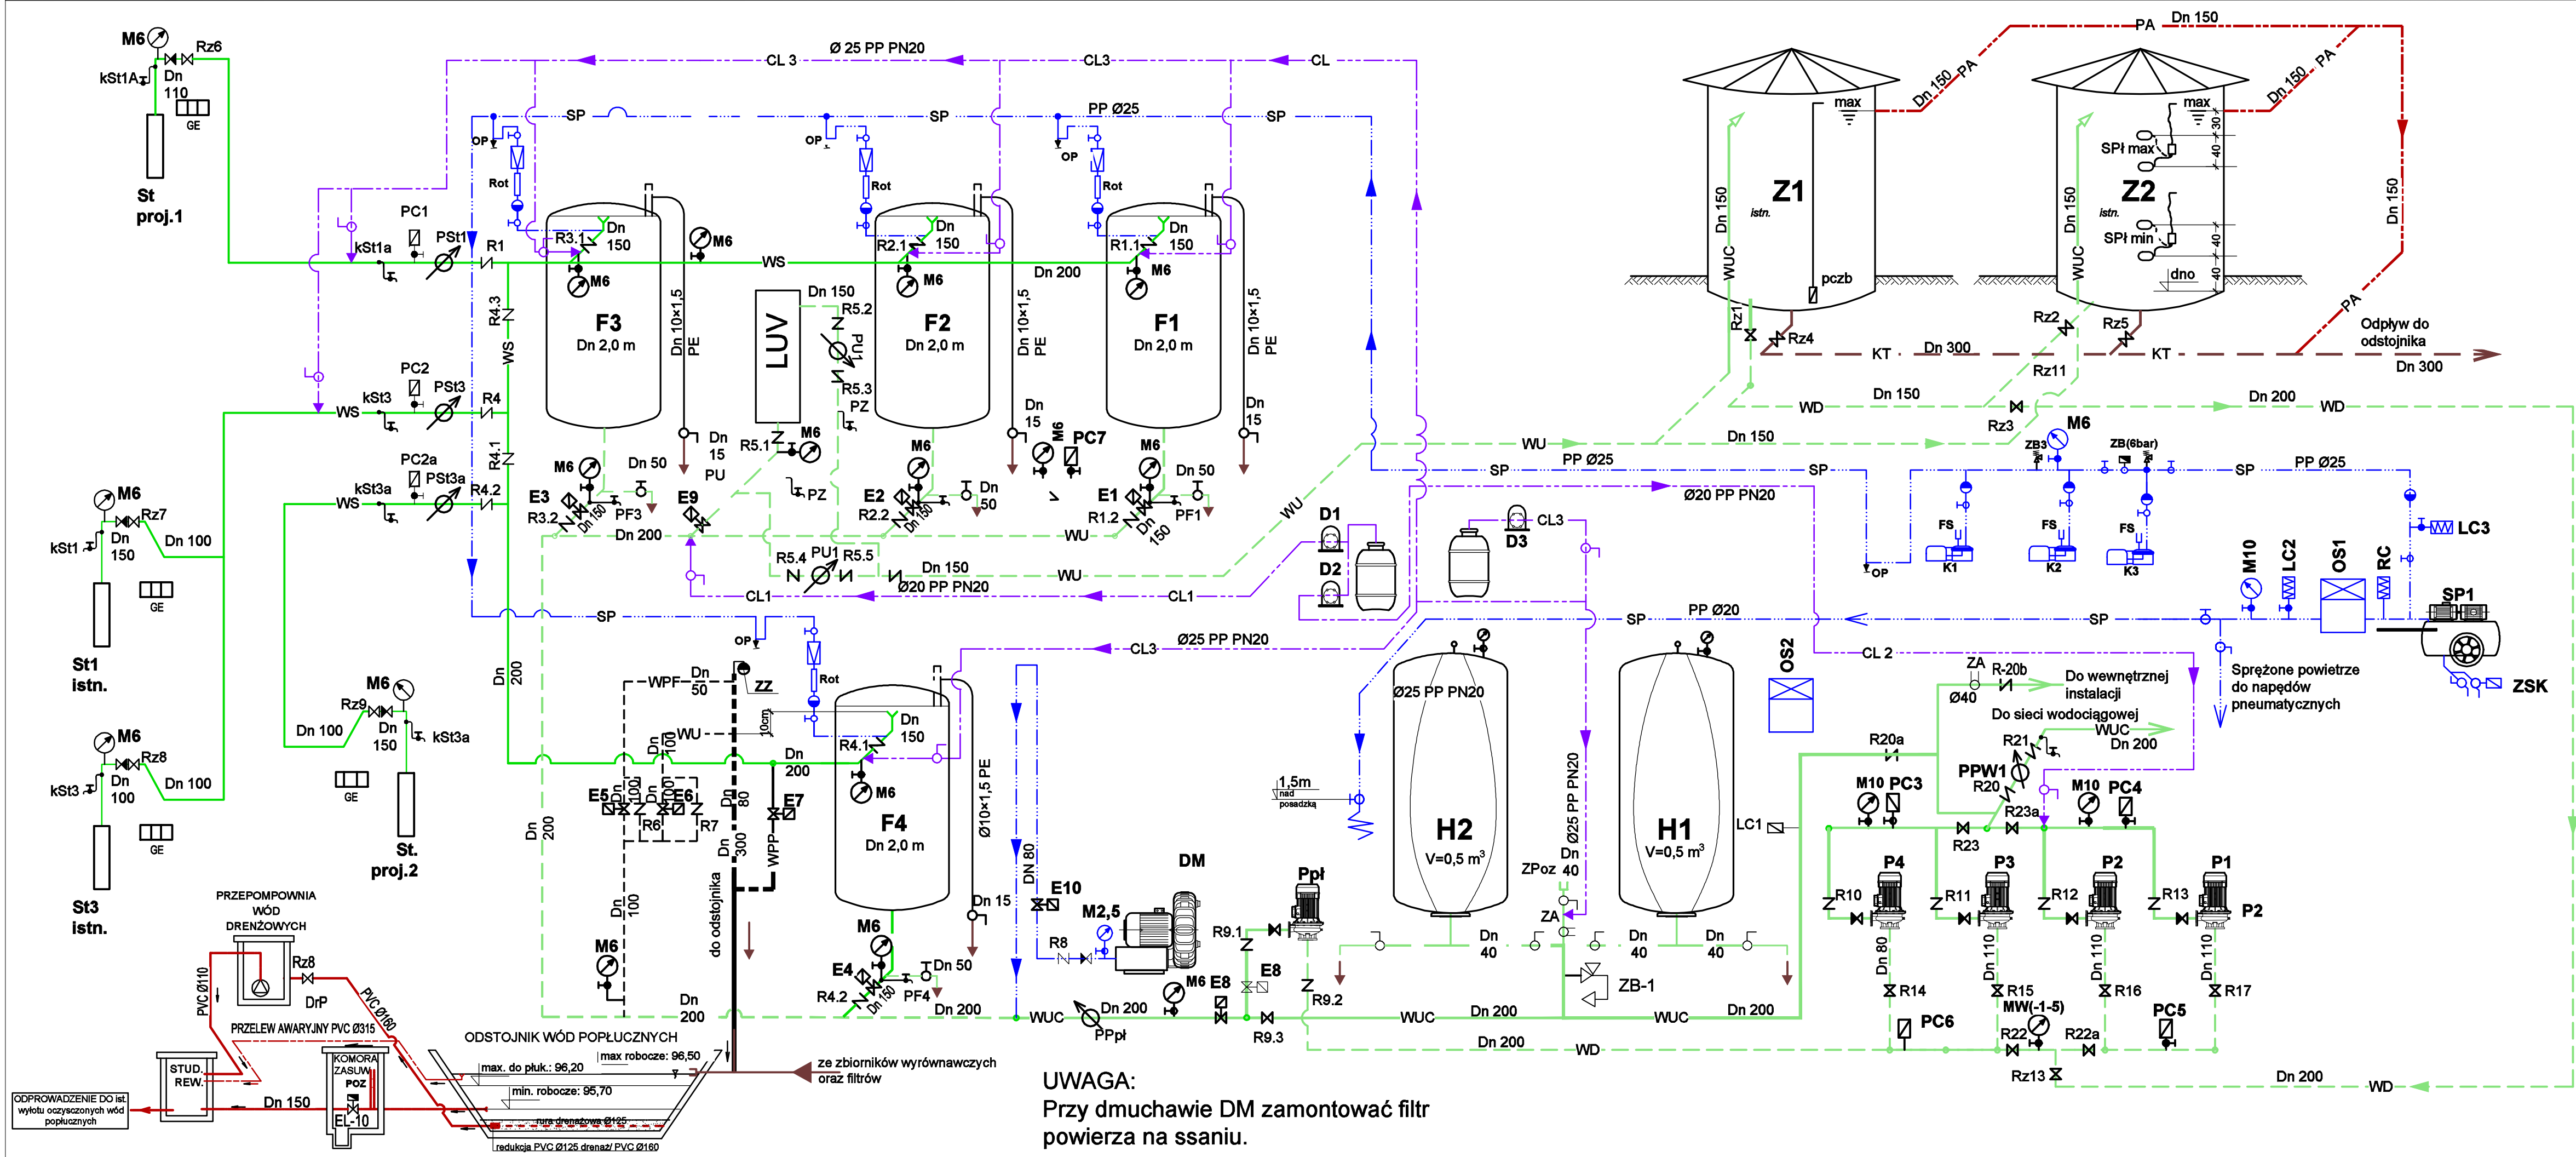 M6
Rz6
kSt1A
Dn
110
GE
St
proj.1
Ø 25 PP PN20
CL 3
CL3
CL
SP
SP
PP Ø25
SP
OP
OP
OP
Rot
Rot
Rot
PC1
kSt1a
PSt1
R1
R3.1
Dn
150
M6
F3
Dn 2,0 m
M6
WS
Dn 10×1,5
PE
R2.1
Dn
150
M6
F2
Dn 2,0 m
Dn 200
Dn 10×1,5
PE
R1.1
Dn
150
M6
F1
Dn 2,0 m
Dn 10×1,5
PE
LUV
Dn 150
R5.2
PU1
R5.3
PZ
R5.1
M6
PZ
R4.3
WS
PC2
kSt3
PSt3
R4
WS
R4.1
PC2a
kSt3a
PSt3a
R4.2
WS
Dn
15
PU
Dn
15
Dn
15
M6
PC7
M6
Dn 50
E3
R3.2
Dn 150
PF3
E9
M6
E2
R2.2
Dn 150
Dn
50
M6
Dn 50
E1
R1.2
Dn
150
PF1
Dn 200
WU
R5.4
PU1
R5.5
Dn 150
WU
Ø20 PP PN20
CL1
CL1
WU
M6
Rz7
kSt1
Dn
150
Dn 100
GE
St1
istn.
M6
Rz8
kSt3
Dn
100
Dn 100
GE
St3
istn.
M6
Rz9
Dn 100
Dn
150
kSt3a
GE
St.
proj.2
Dn
200
PA
Dn 150
Dn 150
PA
Dn 150
PA
Dn 150
PA
max
Z1
istn.
Dn 150
WUC
pczb
max
SPł max
Z2
istn.
SPł min
dno
30
40
40
40
Dn 150
WUC
Rz1
Rz4
Rz2
Rz5
Rz11
KT
Dn 300
KT
Odpływ do
odstojnika
Dn 300
WD
Dn 150
Rz3
Dn 200
WD
WU
Dn 150
SP
PP Ø25
SP
ZB3
M6
ZB(6bar)
SP
PP Ø25
FS
FS
FS
K1
K2
K3
OP
LC3
M10
LC2
OS1
RC
SP1
ZSK
Ø20 PP PN20
D1
D2
D3
CL3
SP
PP Ø20
SP
SP
Ø25 PP PN20
CL3
CL 2
Sprężone powietrze
do napędów
pneumatycznych
OP
ZZ
Rot
WPF
Dn
50
WU
Dn
100
10cm
R4.1
Dn
150
M6
F4
Dn 2,0 m
Ø10×1,5 PE
Dn
200
E5
Dn
100
Dn
100
E6
R6
R7
Dn
80
E7
WPP
Dn
300
do odstojnika
Dn
200
Dn
100
M6
Dn
200
M6
E4
R4.2
Dn 150
PF4
Dn 50
Dn 15
Dn 200
DN 80
E10
R8
M2,5
DM
WUC
PPpł
Dn 200
M6
E8
E8
R9.1
R9.2
R9.3
Ppł
Ø25 PP PN20
H2
V=0,5 m³
1,5m
nad
posadzką
H1
V=0,5 m³
Ø25 PP PN20
Dn
40
ZPoz
ZA
Dn
40
Dn
40
Dn
40
ZB-1
OS2
LC1
WUC
Dn 200
WUC
Dn 200
Dn 200
WD
ZA
R-20b
Ø40
Do wewnętrznej
instalacji
Do sieci wodociągowej
WUC
Dn 200
R20a
R21
PPW1
R20
R23a
R23
M10
PC3
M10
PC4
P4
P3
P2
P1
P2
R10
R11
R12
R13
Dn 80
Dn 110
Dn 110
Dn 110
R14
R15
R16
R17
PC6
MW(-1-5)
R22
R22a
PC5
Rz13
Dn 200
WD
PRZEPOMPOWNIA
WÓD
DRENŻOWYCH
Rz8
DrP
PVC Ø110
PVC Ø160
PRZELEW AWARYJNY PVC Ø315
STUD.
REW.
KOMORA
ZASUW
POZ
EL-10
Dn 150
ODPROWADZENIE DO ist.
wylotu oczysczonych wód
popłucznych
ODSTOJNIK WÓD POPŁUCZNYCH
max robocze: 96,50
max. do płuk.: 96,20
min. robocze: 95,70
rura drenażowa Ø125
redukcja PVC Ø125 drenaż/ PVC Ø160
ze zbiorników wyrównawczych
oraz filtrów
UWAGA:
Przy dmuchawie DM zamontować filtr
powierza na ssaniu.